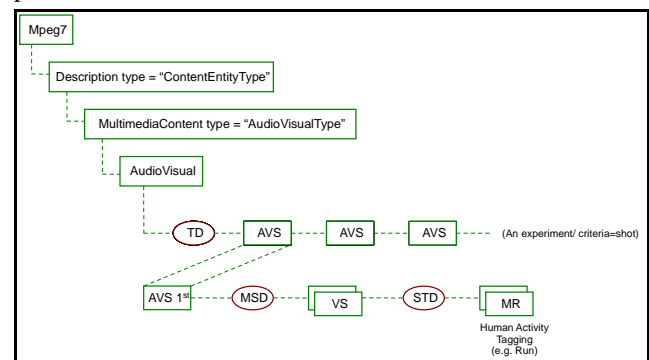 Mpeg7
Description type = “ContentEntityType”
MultimediaContent type = “AudioVisualType”
AudioVisual
TD AVS AVS AVS (An experiment/ criteria=shot)
AVS 1st MSD VS STD MR
Human Activity
Tagging
(e.g. Run)